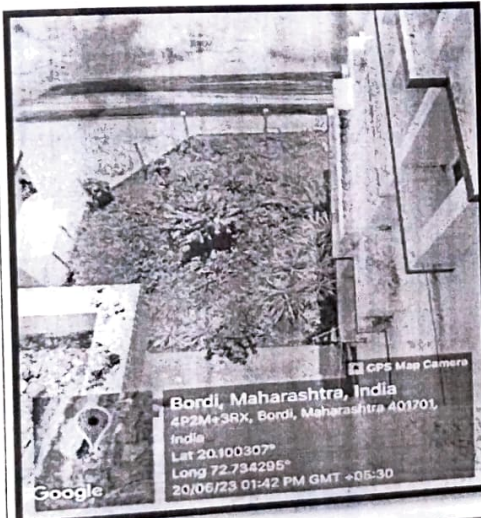 GPS Map Camera
Bordi, Maharashtra, India
4P2M+3RX, Bordi, Maharashtra 401701,
India
Lat 20.100307°
Long 72.734295°
20/06/23 01:42 PM GMT +05:30
Google